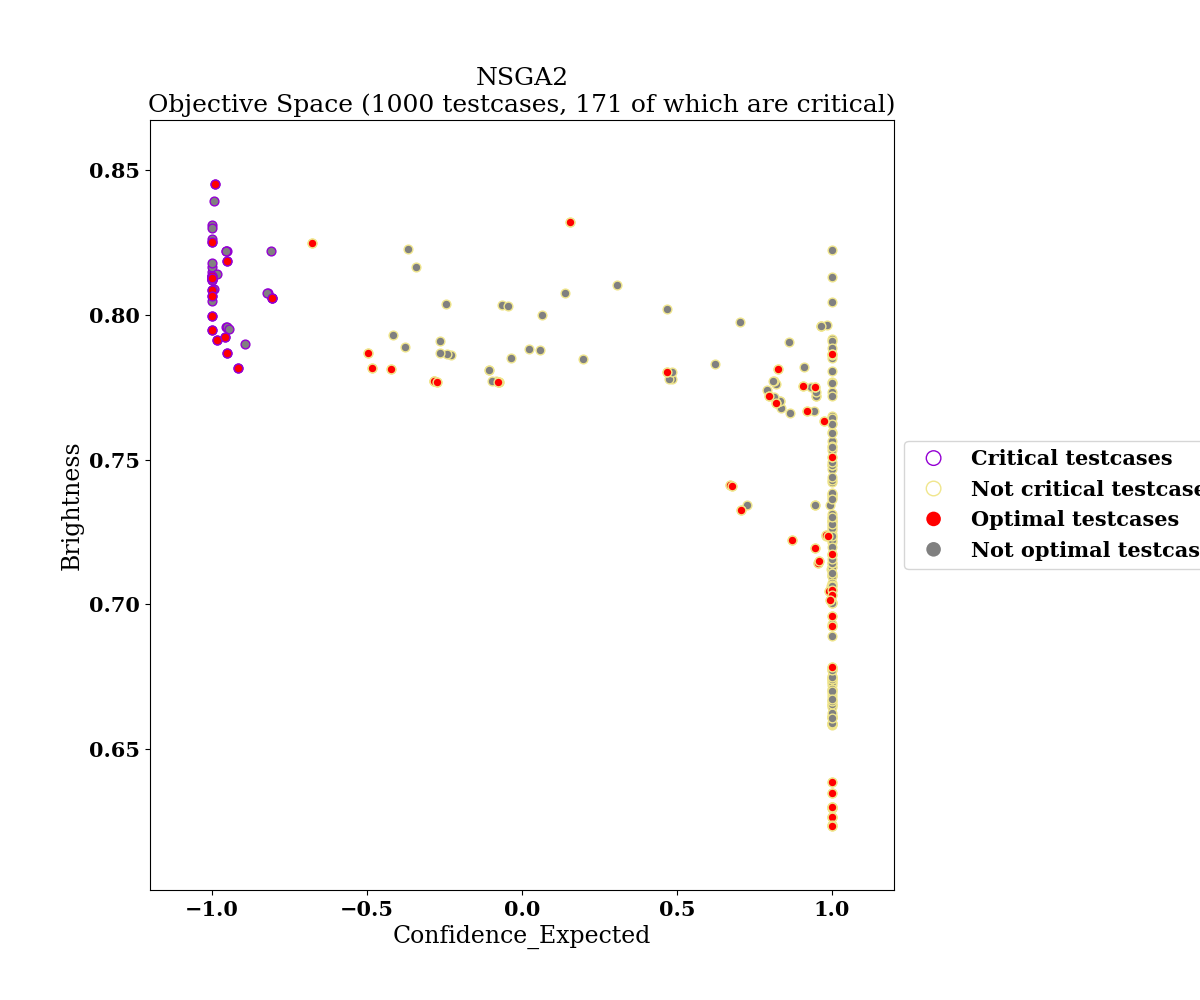 NSGA2
Objective Space (1000 testcases, 171 of which are critical)
0.85
0.80
0.75
0.70
0.65
Brightness
−1.0
−0.5
0.0
0.5
1.0
Confidence_Expected
Critical testcases
Not critical testcase
Optimal testcases
Not optimal testcas